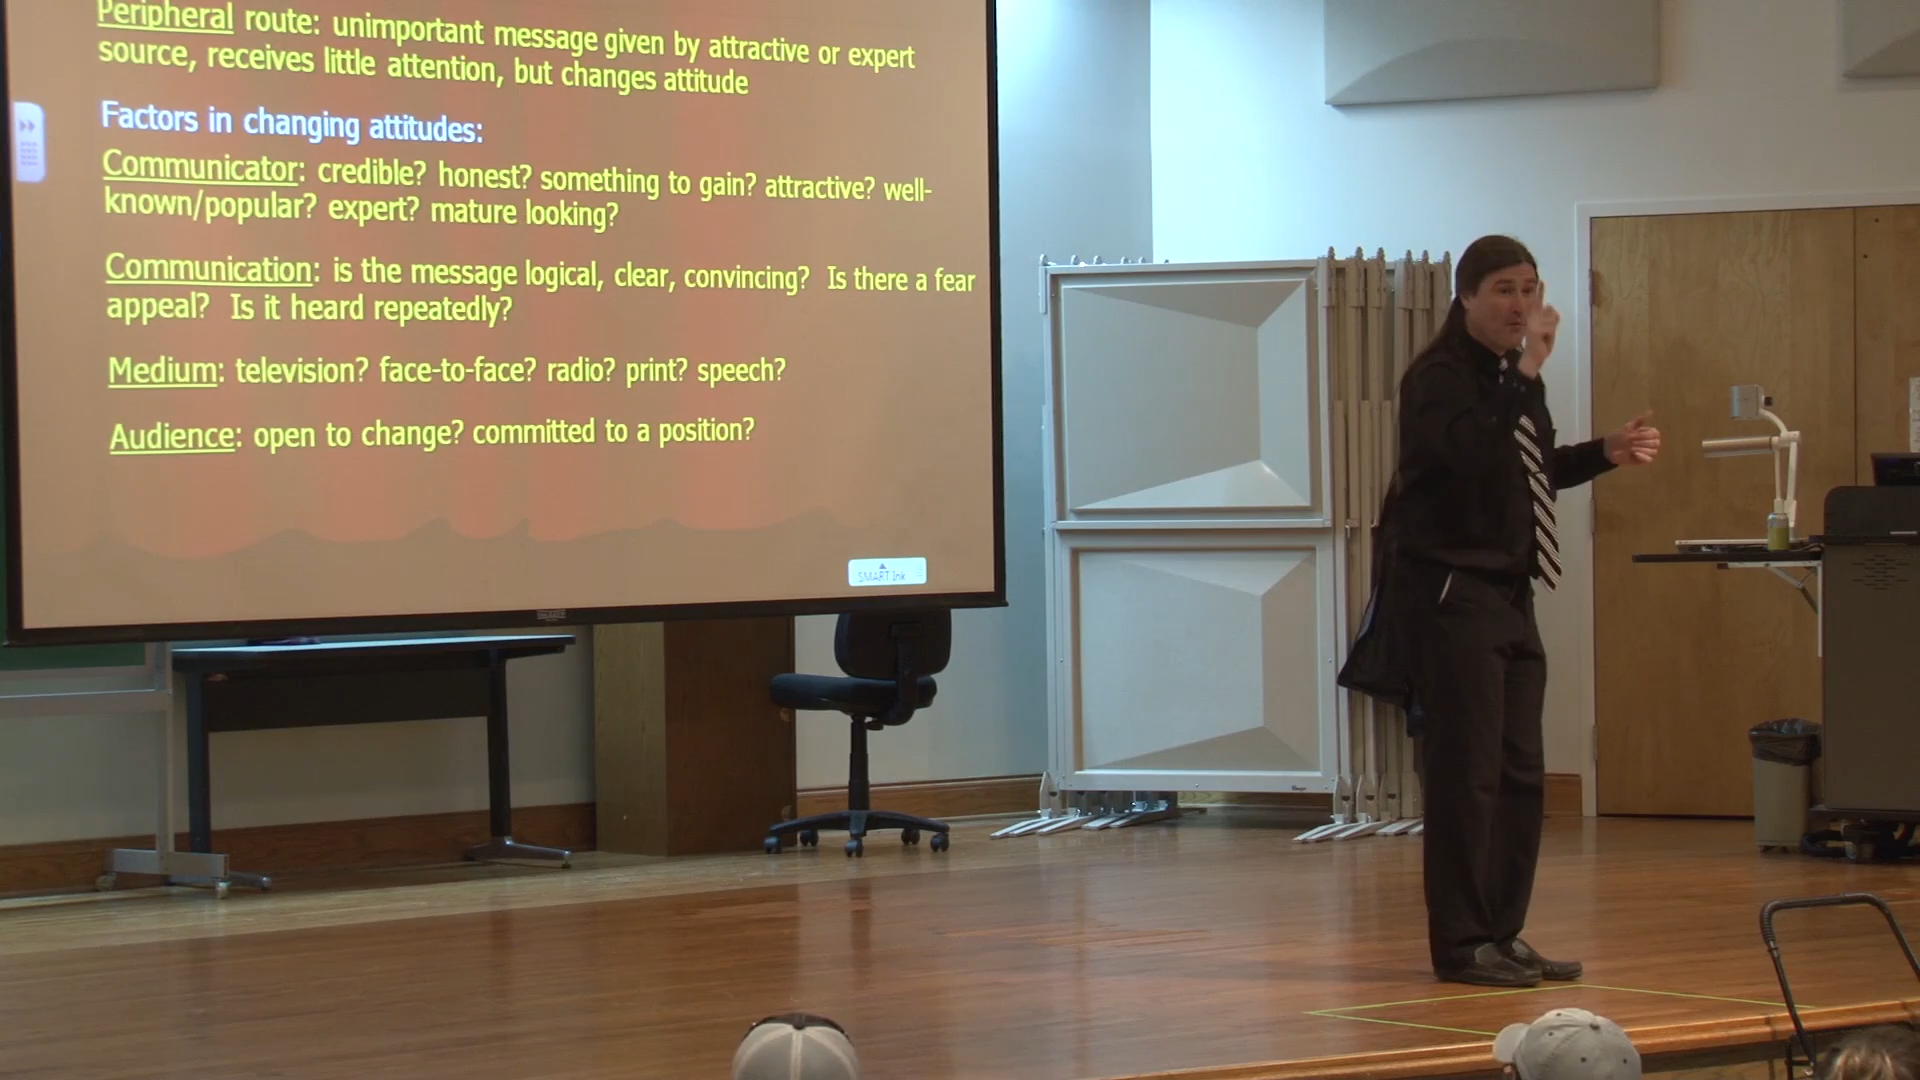 Peripheral route: unimportant message given by attractive or expert
source, receives little attention, but changes attitude
Factors in changing attitudes:
Communicator: credible? honest? something to gain? attractive? well-
known/popular? expert? mature looking?
Communication: is the message logical, clear, convincing? Is there a fear
appeal? Is it heard repeatedly?
Medium: television? face-to-face? radio? print? speech?
Audience: open to change? committed to a position?
SMART Ink